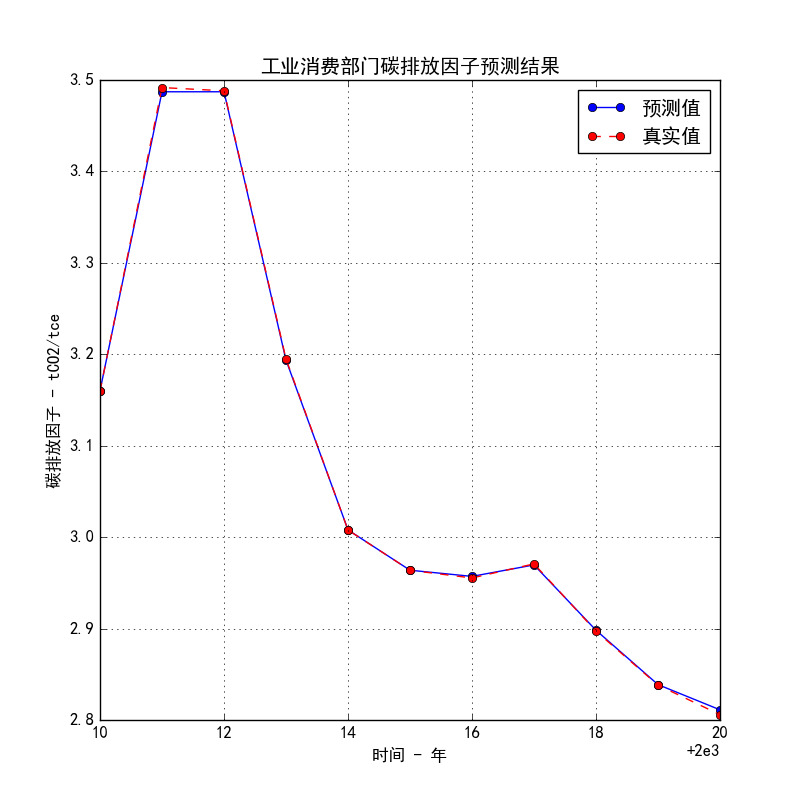 工业消费部门碳排放因子预测结果
预测值
真实值
3.5
3.4
3.3
3.2
3.1
3.0
2.9
2.8
碳排放因子 - tCO2/tce
10 12 14 16 18 20
+2e3
时间 - 年